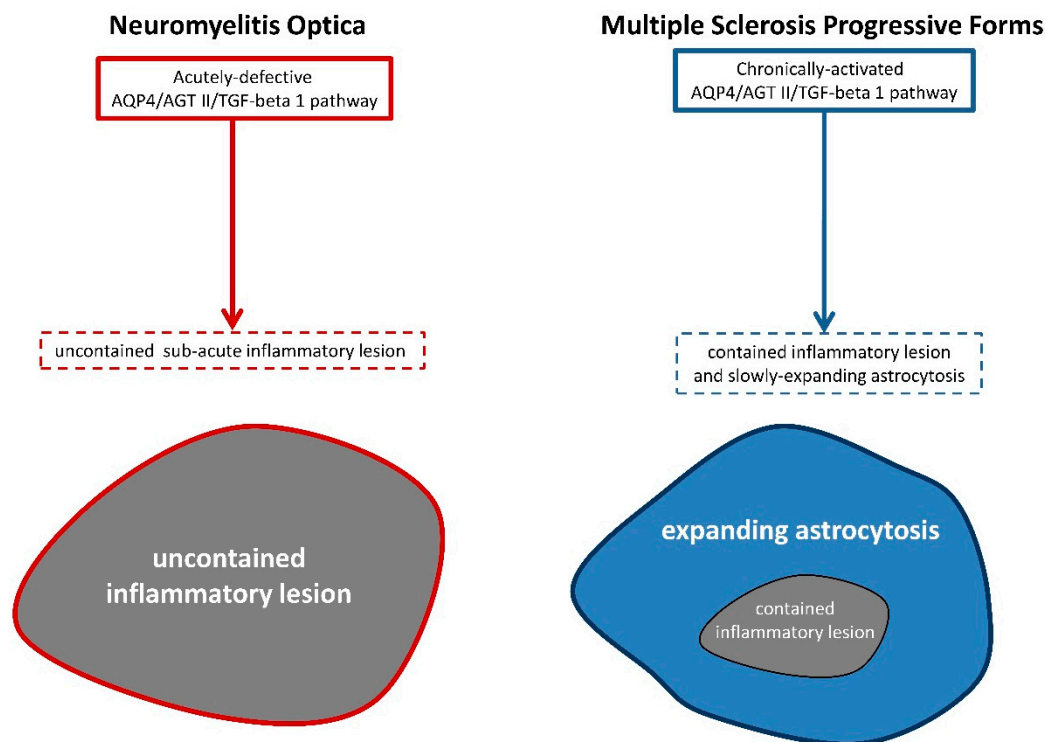 Neuromyelitis Optica
Acutely-defective
AQP4/AGT II/TGF-beta 1 pathway
uncontained sub-acute inflammatory lesion
uncontained
inflammatory lesion
Multiple Sclerosis Progressive Forms
Chronically-activated
AQP4/AGT II/TGF-beta 1 pathway
contained inflammatory lesion
and slowly-expanding astrocytosis
expanding astrocytosis
contained
inflammatory lesion